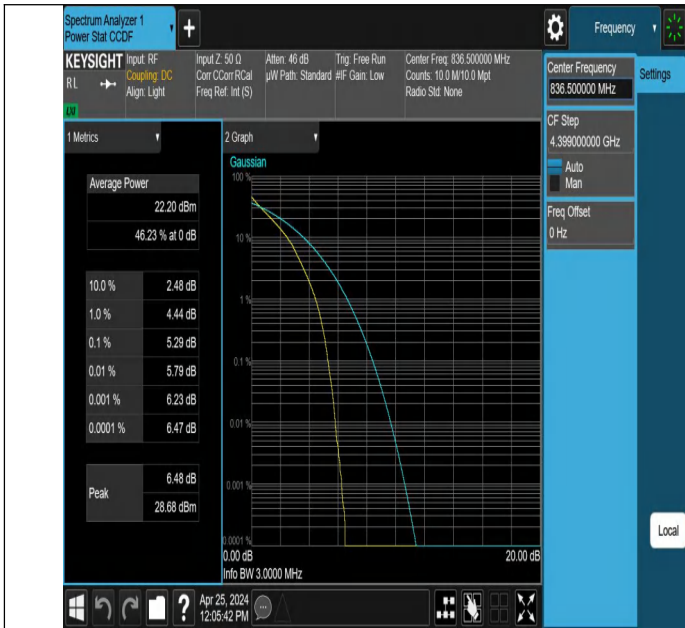 Spectrum Analyzer 1
Power Stat CCDF
Frequency
KEYSIGHT
RL
LXI
Input: RF
Coupling: DC
Align: Light
Input Z: 50 Ω
Corr CCorr RCal
Freq Ref: Int (S)
Atten: 46 dB
µW Path: Standard
Trig: Free Run
#IF Gain: Low
Center Freq: 836.500000 MHz
Counts: 10.0 M/10.0 Mpt
Radio Std: None
Center Frequency
836.500000 MHz
Settings
CF Step
4.399000000 GHz
Auto
Man
Freq Offset
0 Hz
1 Metrics
Average Power
22.20 dBm
46.23 % at 0 dB
10.0 % 2.48 dB
1.0 % 4.44 dB
0.1 % 5.29 dB
0.01 % 5.79 dB
0.001 % 6.23 dB
0.0001 % 6.47 dB
Peak
6.48 dB
28.68 dBm
2 Graph
Gaussian
100 %
10 %
1 %
0.1 %
0.01 %
0.001 %
0.0001 %
0.00 dB 20.00 dB
Info BW 3.0000 MHz
Local
?
Apr 25, 2024
12:05:42 PM